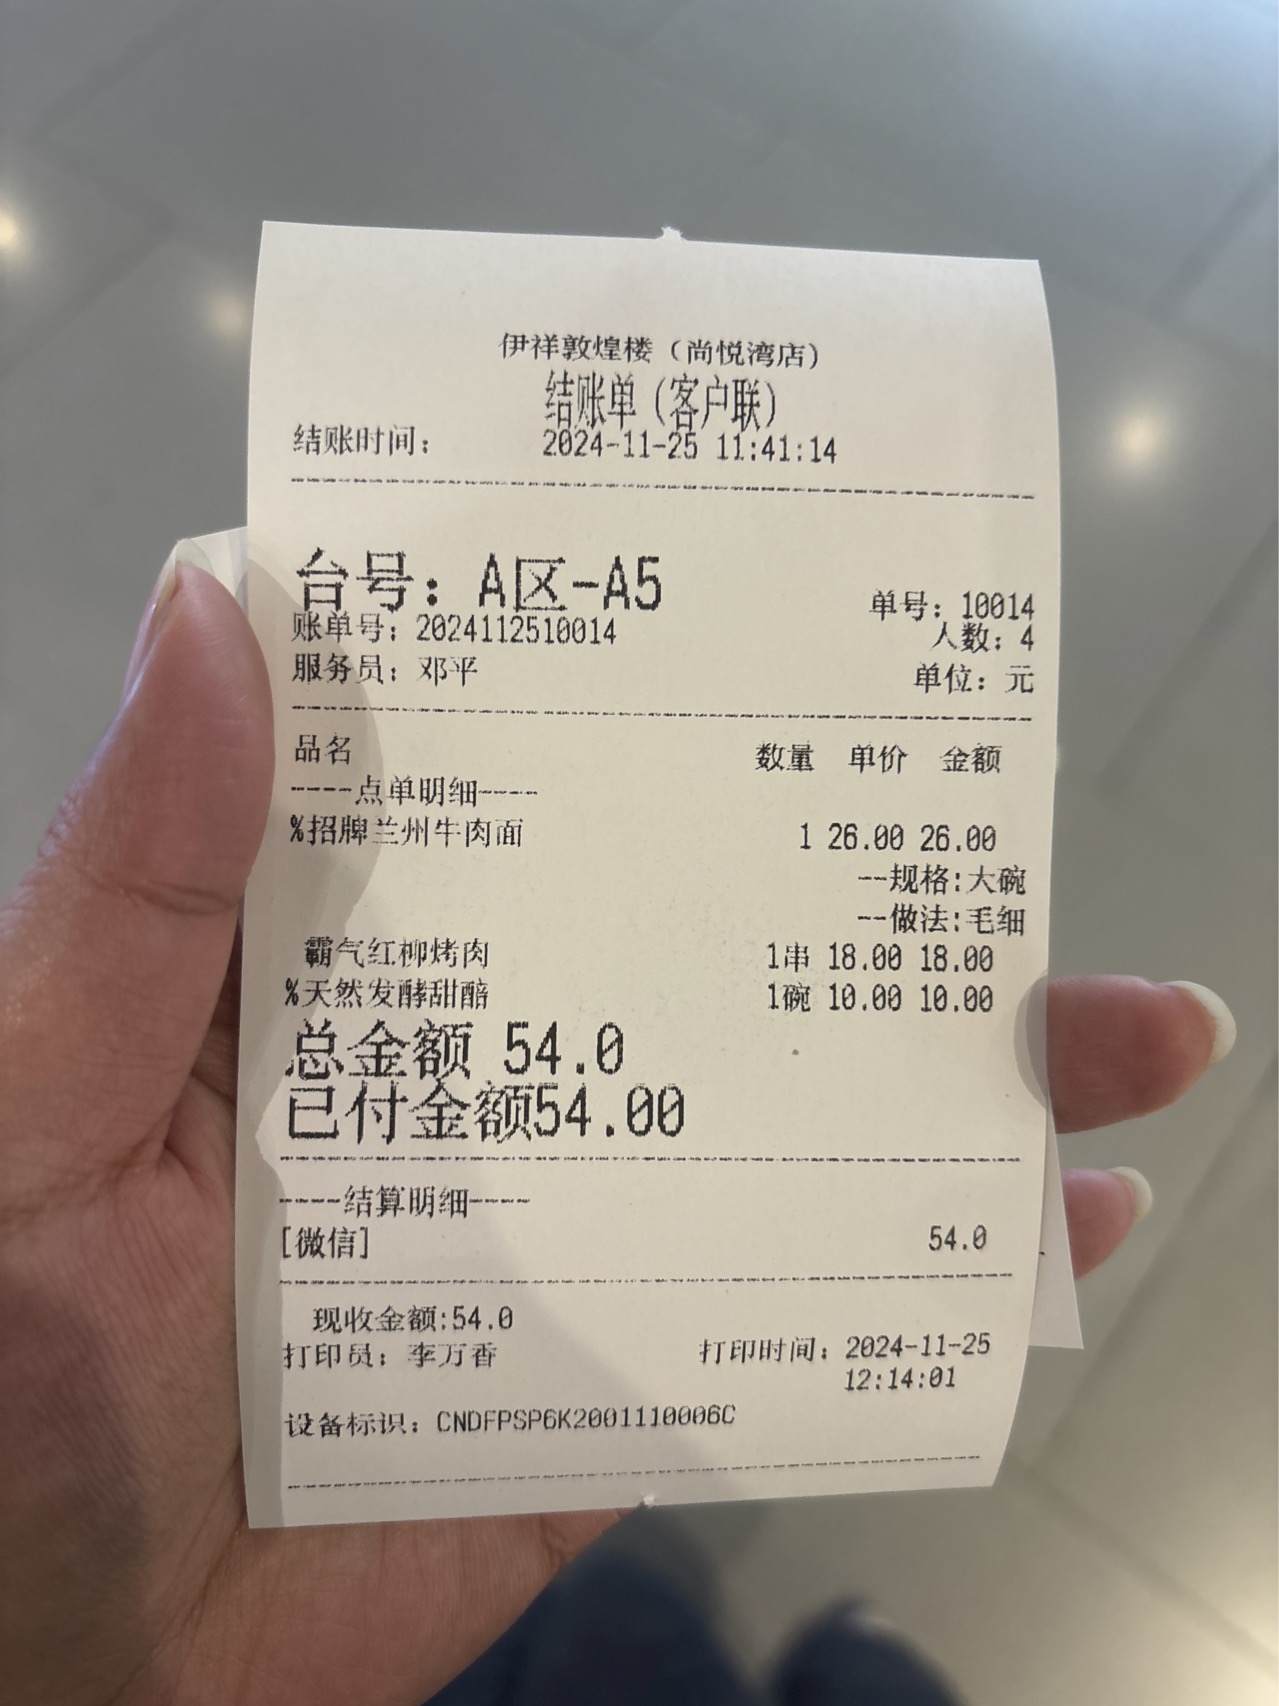 伊祥敦煌楼（尚悦湾店）
结账单（客户联）
结账时间： 2024-11-25 11:41:14
台号：A区-A5
单号：10014
账单号：2024112510014
人数：4
服务员：邓平
单位：元
品名 数量 单价 金额
----点单明细----
%招牌兰州牛肉面 1 26.00 26.00
--规格:大碗
--做法:毛细
霸气红柳烤肉 1串 18.00 18.00
%天然发酵甜醅 1碗 10.00 10.00
总金额 54.0
已付金额54.00
----结算明细----
[微信] 54.0
现收金额:54.0
打印员：李万香 打印时间：2024-11-25
12:14:01
设备标识：CNDFPSP6K2001110006C